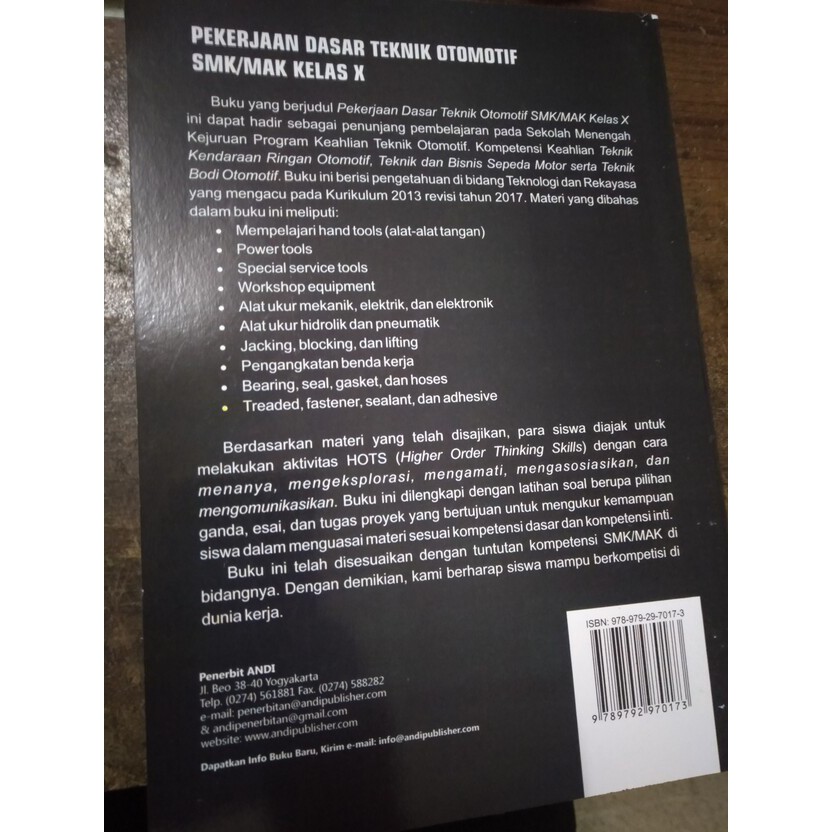 PEKERJAAN DASAR TEKNIK OTOMOTIF
SMK/MAK KELAS X
Buku yang berjudul Pekerjaan Dasar Teknik Otomotif SMK/MAK Kelas X
ini dapat hadir sebagai penunjang pembelajaran pada Sekolah Menengah
Kejuruan Program Keahlian Teknik Otomotif. Kompetensi Keahlian Teknik
Kendaraan Ringan Otomotif, Teknik dan Bisnis Sepeda Motor serta Teknik
Bodi Otomotif. Buku ini berisi pengetahuan di bidang Teknologi dan Rekayasa
yang mengacu pada Kurikulum 2013 revisi tahun 2017. Materi yang dibahas
dalam buku ini meliputi:
• Mempelajari hand tools (alat-alat tangan)
• Power tools
• Special service tools
• Workshop equipment
• Alat ukur mekanik, elektrik, dan elektronik
• Alat ukur hidrolik dan pneumatik
• Jacking, blocking, dan lifting
• Pengangkatan benda kerja
• Bearing, seal, gasket, dan hoses
• Treaded, fastener, sealant, dan adhesive
Berdasarkan materi yang telah disajikan, para siswa diajak untuk
melakukan aktivitas HOTS (Higher Order Thinking Skills) dengan cara
menanya, mengeksplorasi, mengamati, mengasosiasikan, dan
mengomunikasikan. Buku ini dilengkapi dengan latihan soal berupa pilihan
ganda, esai, dan tugas proyek yang bertujuan untuk mengukur kemampuan
siswa dalam menguasai materi sesuai kompetensi dasar dan kompetensi inti.
Buku ini telah disesuaikan dengan tuntutan kompetensi SMK/MAK di
bidangnya. Dengan demikian, kami berharap siswa mampu berkompetisi di
dunia kerja.
Penerbit ANDI
Jl. Beo 38-40 Yogyakarta
Telp. (0274) 561881 Fax. (0274) 588282
e-mail: penerbitan@andipublisher.com
& andipenerbitan@gmail.com
website: www.andipublisher.com
Dapatkan Info Buku Baru, Kirim e-mail: info@andipublisher.com
ISBN: 978-979-29-7017-3
9 789792 970173